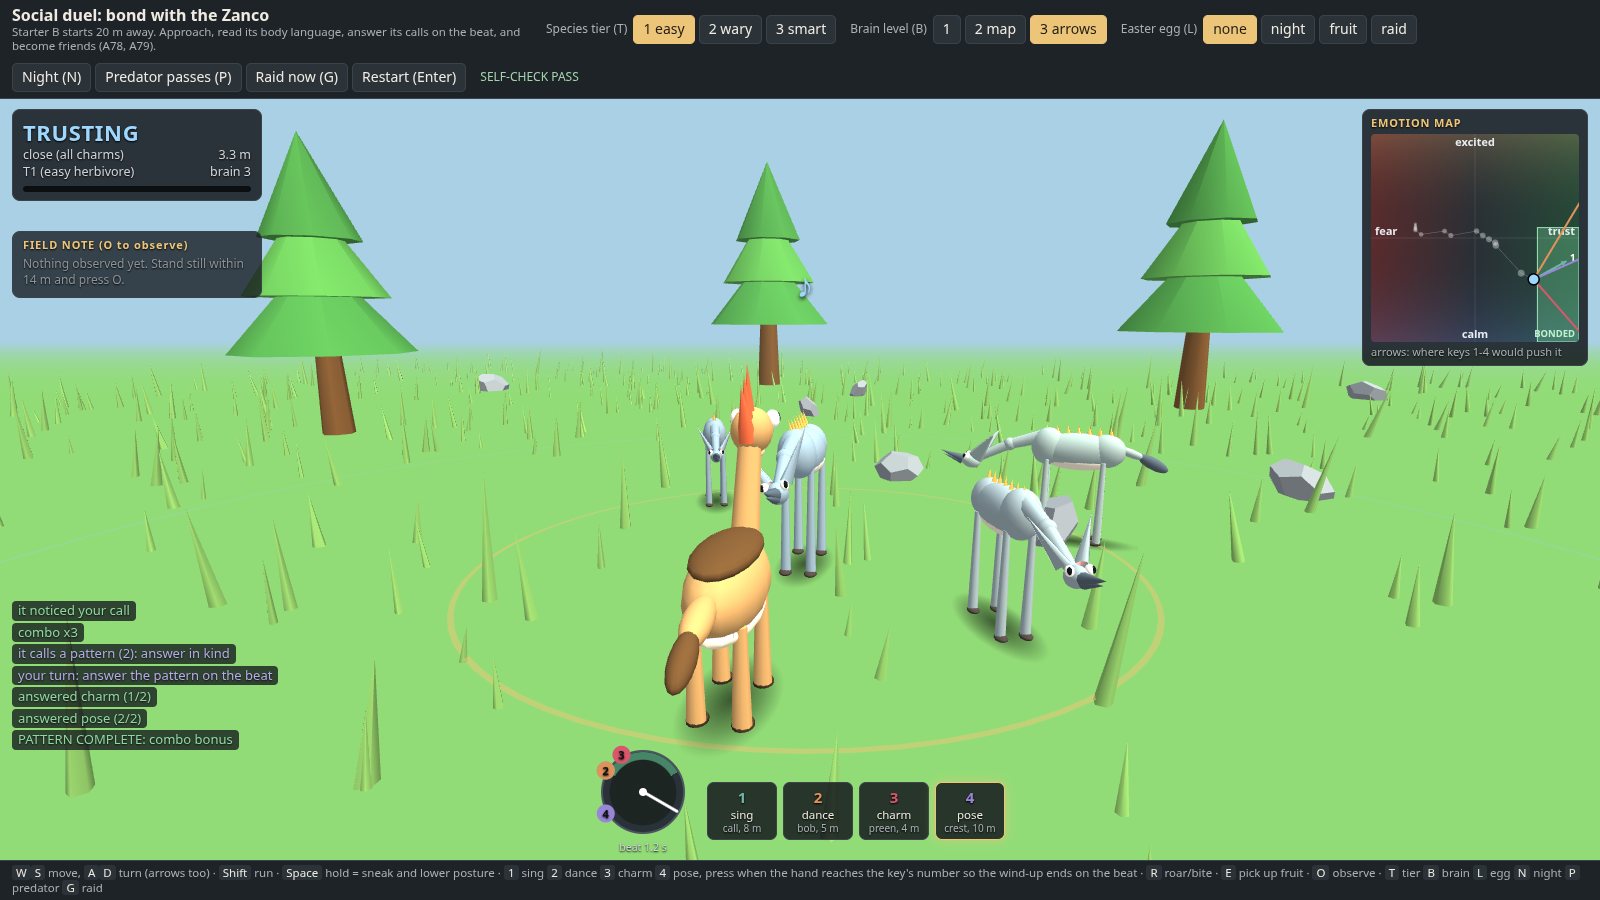 Social duel: bond with the Zanco
Starter B starts 20 m away. Approach, read its body language, answer its calls on the beat, and
become friends (A78, A79).
Species tier (T) 1 easy 2 wary 3 smart Brain level (B) 1 2 map 3 arrows Easter egg (L) none night fruit raid
Night (N) Predator passes (P) Raid now (G) Restart (Enter) SELF-CHECK PASS
TRUSTING
close (all charms) 3.3 m
T1 (easy herbivore) brain 3
FIELD NOTE (O to observe)
Nothing observed yet. Stand still within
14 m and press O.
EMOTION MAP
excited
fear trust
1
calm BONDED
arrows: where keys 1-4 would push it
it noticed your call
combo x3
it calls a pattern (2): answer in kind
your turn: answer the pattern on the beat
answered charm (1/2)
answered pose (2/2)
PATTERN COMPLETE: combo bonus
3
2
4
beat 1.2 s
1 2 3 4
sing dance charm pose
call, 8 m bob, 5 m preen, 4 m crest, 10 m
W S move, A D turn (arrows too) · Shift run · Space hold = sneak and lower posture · 1 sing 2 dance 3 charm 4 pose, press when the hand reaches the key's number so the wind-up ends on the beat · R roar/bite · E pick up fruit · O observe · T tier B brain L egg N night P
predator G raid